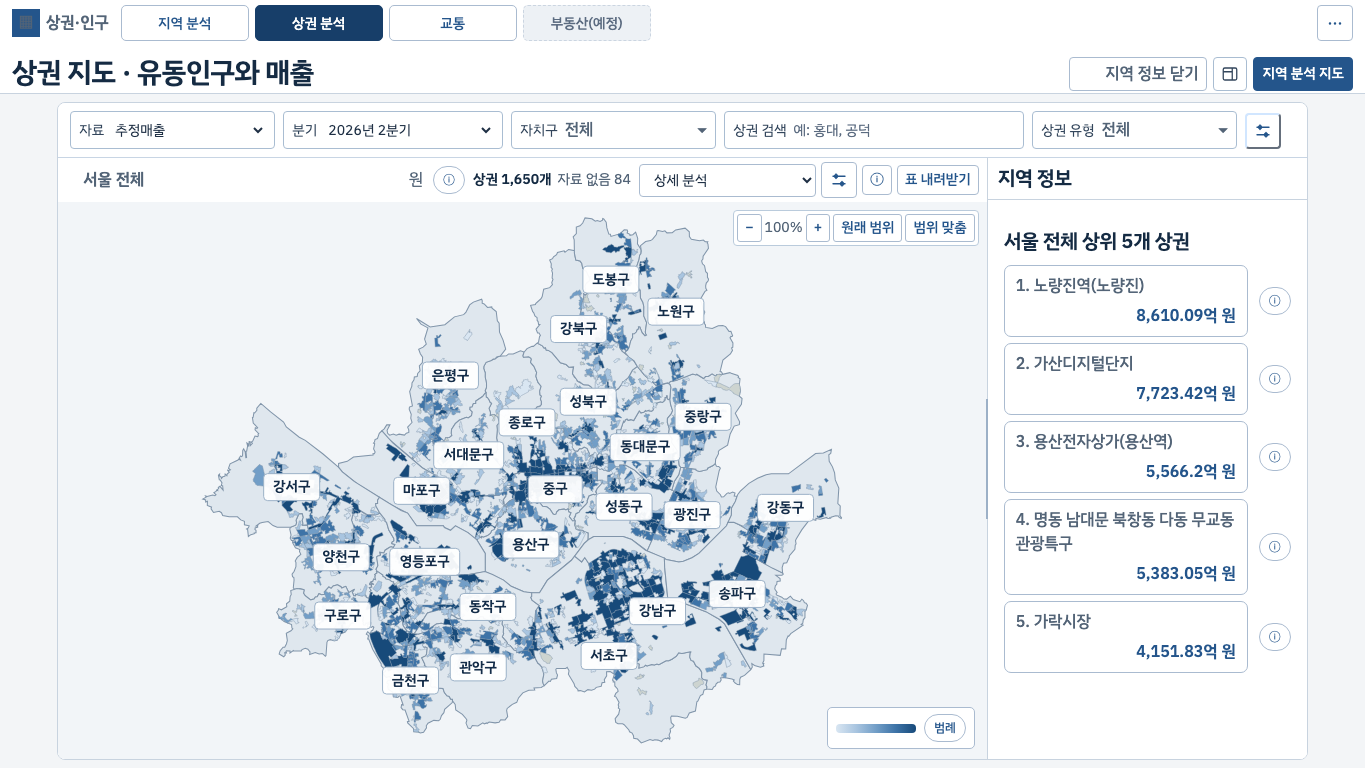 상권·인구
지역 분석
상권 분석
교통
부동산(예정)
상권 지도 · 유동인구와 매출
지역 정보 닫기
지역 분석 지도
자료 추정매출
분기 2026년 2분기
자치구 전체
상권 검색 예: 홍대, 공덕
상권 유형 전체
서울 전체
원
상권 1,650개 자료 없음 84
상세 분석
표 내려받기
지역 정보
− 100% +
원래 범위
범위 맞춤
서울 전체 상위 5개 상권
1. 노량진역(노량진)
8,610.09억 원
2. 가산디지털단지
7,723.42억 원
3. 용산전자상가(용산역)
5,566.2억 원
4. 명동 남대문 북창동 다동 무교동
관광특구
5,383.05억 원
5. 가락시장
4,151.83억 원
도봉구
노원구
강북구
은평구
성북구
종로구
중랑구
동대문구
서대문구
강서구
마포구
중구
성동구
광진구
강동구
용산구
양천구
영등포구
송파구
동작구
강남구
구로구
서초구
관악구
금천구
범례